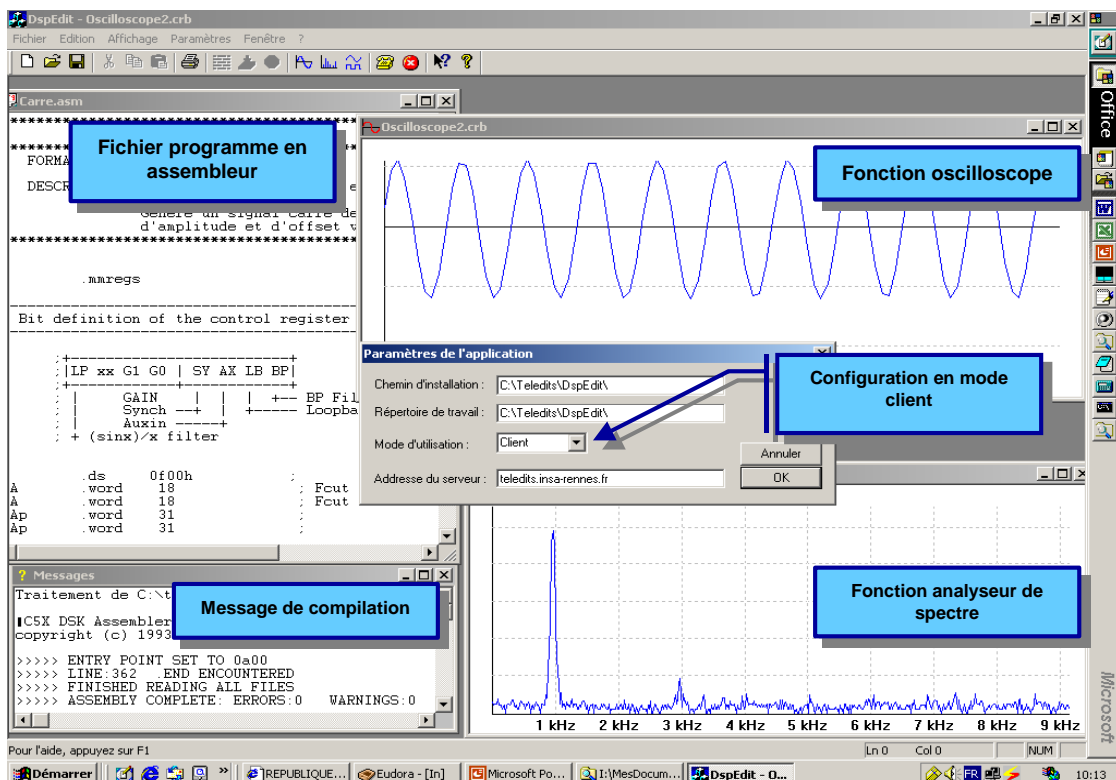 DspEdit - Oscilloscope2.crb
Fichier Edition Affichage Paramètres Fenêtre ?
Office
Carre.asm
*****
Fichier programme en
assembleur
FORMA
DESCR
Genere un signal carre de
d'amplitude et d'offset v
.mmregs
Bit definition of the control register
;+--------------------------+
;|LP xx G1 G0 | SY AX LB BP|
;+------------+-------------+
; | GAIN | | | +-- BP Fil
; | Synch --+ | +----- Loopba
; | Auxin -----+
; + (sinx)/x filter
.ds 0f00h ;
A .word 18 ; Fcut
A .word 18 ; Fcut
Ap .word 31 ;
Ap .word 31 ;
Oscilloscope2.crb
Fonction oscilloscope
Paramètres de l'application
Chemin d'installation : C:\Teledits\DspEdit\
Répertoire de travail : C:\Teledits\DspEdit\
Mode d'utilisation : Client
Addresse du serveur : teledits.insa-rennes.fr
Annuler
OK
Configuration en mode
client
Fonction analyseur de
spectre
1 kHz 2 kHz 3 kHz 4 kHz 5 kHz 6 kHz 7 kHz 8 kHz 9 kHz
? Messages
Traitement de C:\t
Message de compilation
C5X DSK Assembler
copyright (c) 1993
>>>>> ENTRY POINT SET TO 0a00
>>>>> LINE:362 .END ENCOUNTERED
>>>>> FINISHED READING ALL FILES
>>>>> ASSEMBLY COMPLETE: ERRORS:0 WARNINGS:0
Microsoft
Pour l'aide, appuyez sur F1
Ln 0 Col 0 NUM
Démarrer » REPUBLIQUE... Eudora - [In] Microsoft Po... I:\MesDocum... DspEdit - O... FR 10:13